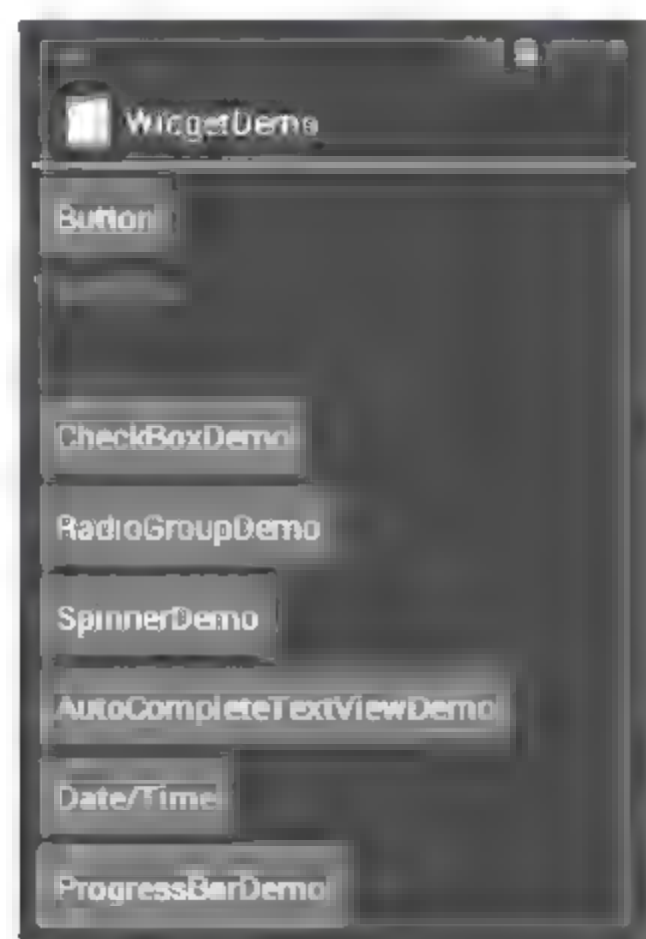 WidgetDemo
Button
CheckBoxDemo
RadioGroupDemo
SpinnerDemo
AutoCompleteTextViewDemo
Date/Time
ProgressBarDemo